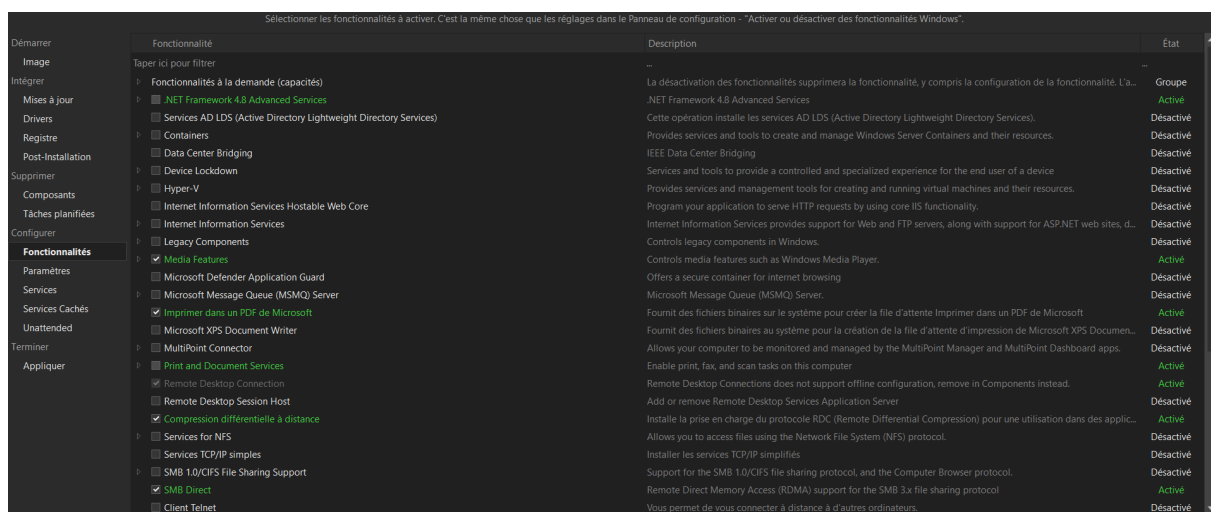 Sélectionner les fonctionnalités à activer. C'est la même chose que les réglages dans le Panneau de configuration - "Activer ou désactiver des fonctionnalités Windows".
Démarrer
Image
Intégrer
Mises à jour
Drivers
Registre
Post-Installation
Supprimer
Composants
Tâches planifiées
Configurer
Fonctionnalités
Paramètres
Services
Services Cachés
Unattended
Terminer
Appliquer
Fonctionnalité Description État
Taper ici pour filtrer ... ...
Fonctionnalités à la demande (capacités) La désactivation des fonctionnalités supprimera la fonctionnalité, y compris la configuration de la fonctionnalité. L'a... Groupe
.NET Framework 4.8 Advanced Services .NET Framework 4.8 Advanced Services Activé
Services AD LDS (Active Directory Lightweight Directory Services) Cette opération installe les services AD LDS (Active Directory Lightweight Directory Services). Désactivé
Containers Provides services and tools to create and manage Windows Server Containers and their resources. Désactivé
Data Center Bridging IEEE Data Center Bridging Désactivé
Device Lockdown Services and tools to provide a controlled and specialized experience for the end user of a device Désactivé
Hyper-V Provides services and management tools for creating and running virtual machines and their resources. Désactivé
Internet Information Services Hostable Web Core Program your application to serve HTTP requests by using core IIS functionality. Désactivé
Internet Information Services Internet Information Services provides support for Web and FTP servers, along with support for ASP.NET web sites, d... Désactivé
Legacy Components Controls legacy components in Windows. Désactivé
Media Features Controls media features such as Windows Media Player. Activé
Microsoft Defender Application Guard Offers a secure container for internet browsing Désactivé
Microsoft Message Queue (MSMQ) Server Microsoft Message Queue (MSMQ) Server. Désactivé
Imprimer dans un PDF de Microsoft Fournit des fichiers binaires sur le système pour créer la file d'attente Imprimer dans un PDF de Microsoft Activé
Microsoft XPS Document Writer Fournit des fichiers binaires au système pour la création de la file d'attente d'impression de Microsoft XPS Documen... Désactivé
MultiPoint Connector Allows your computer to be monitored and managed by the MultiPoint Manager and MultiPoint Dashboard apps. Désactivé
Print and Document Services Enable print, fax, and scan tasks on this computer Activé
Remote Desktop Connection Remote Desktop Connections does not support offline configuration, remove in Components instead. Activé
Remote Desktop Session Host Add or remove Remote Desktop Services Application Server Désactivé
Compression différentielle à distance Installe la prise en charge du protocole RDC (Remote Differential Compression) pour une utilisation dans des applic... Activé
Services for NFS Allows you to access files using the Network File System (NFS) protocol. Désactivé
Services TCP/IP simples Installer les services TCP/IP simplifiés Désactivé
SMB 1.0/CIFS File Sharing Support Support for the SMB 1.0/CIFS file sharing protocol, and the Computer Browser protocol. Désactivé
SMB Direct Remote Direct Memory Access (RDMA) support for the SMB 3.x file sharing protocol Activé
Client Telnet Vous permet de vous connecter à distance à d'autres ordinateurs. Désactivé